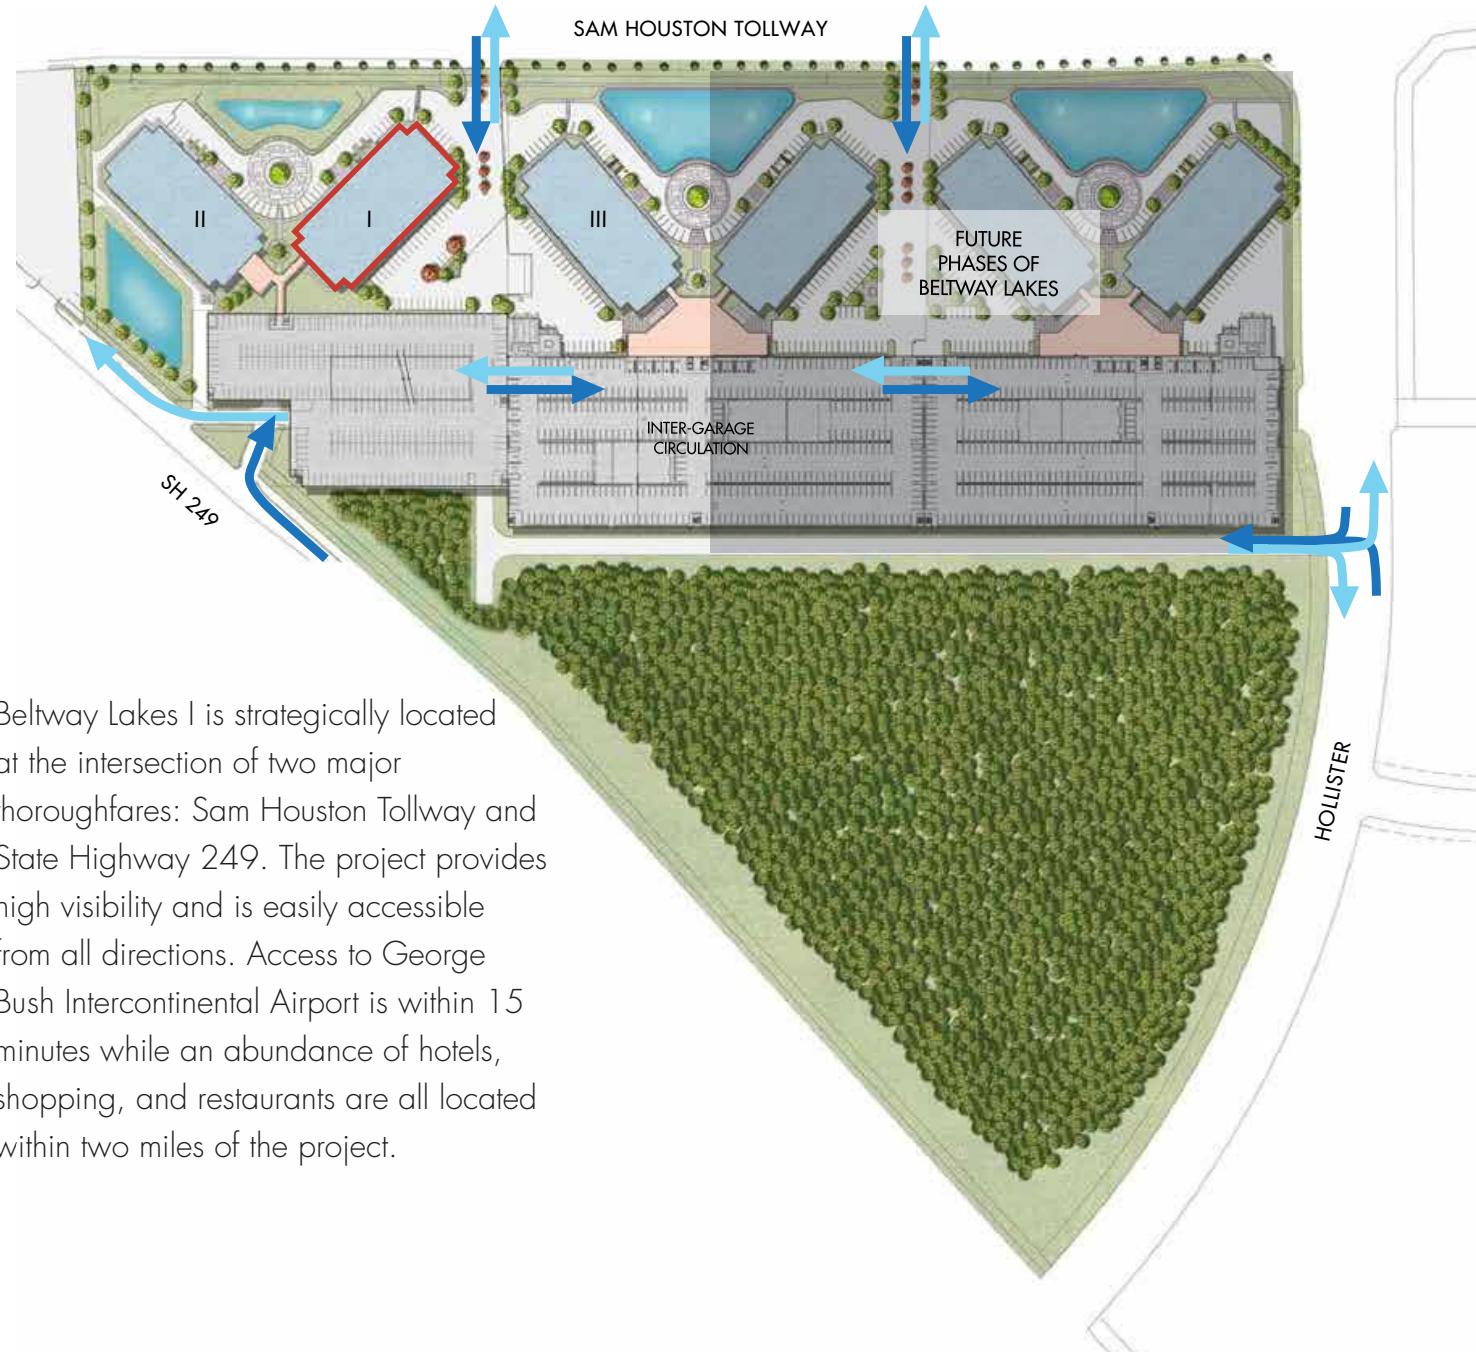 SAM HOUSTON TOLLWAY
II
I
III
FUTURE
PHASES OF
BELTWAY LAKES
INTER-GARAGE
CIRCULATION
SH 249
HOLLISTER
Beltway Lakes I is strategically located
at the intersection of two major
thoroughfares: Sam Houston Tollway and
State Highway 249. The project provides
high visibility and is easily accessible
from all directions. Access to George
Bush Intercontinental Airport is within 15
minutes while an abundance of hotels,
shopping, and restaurants are all located
within two miles of the project.